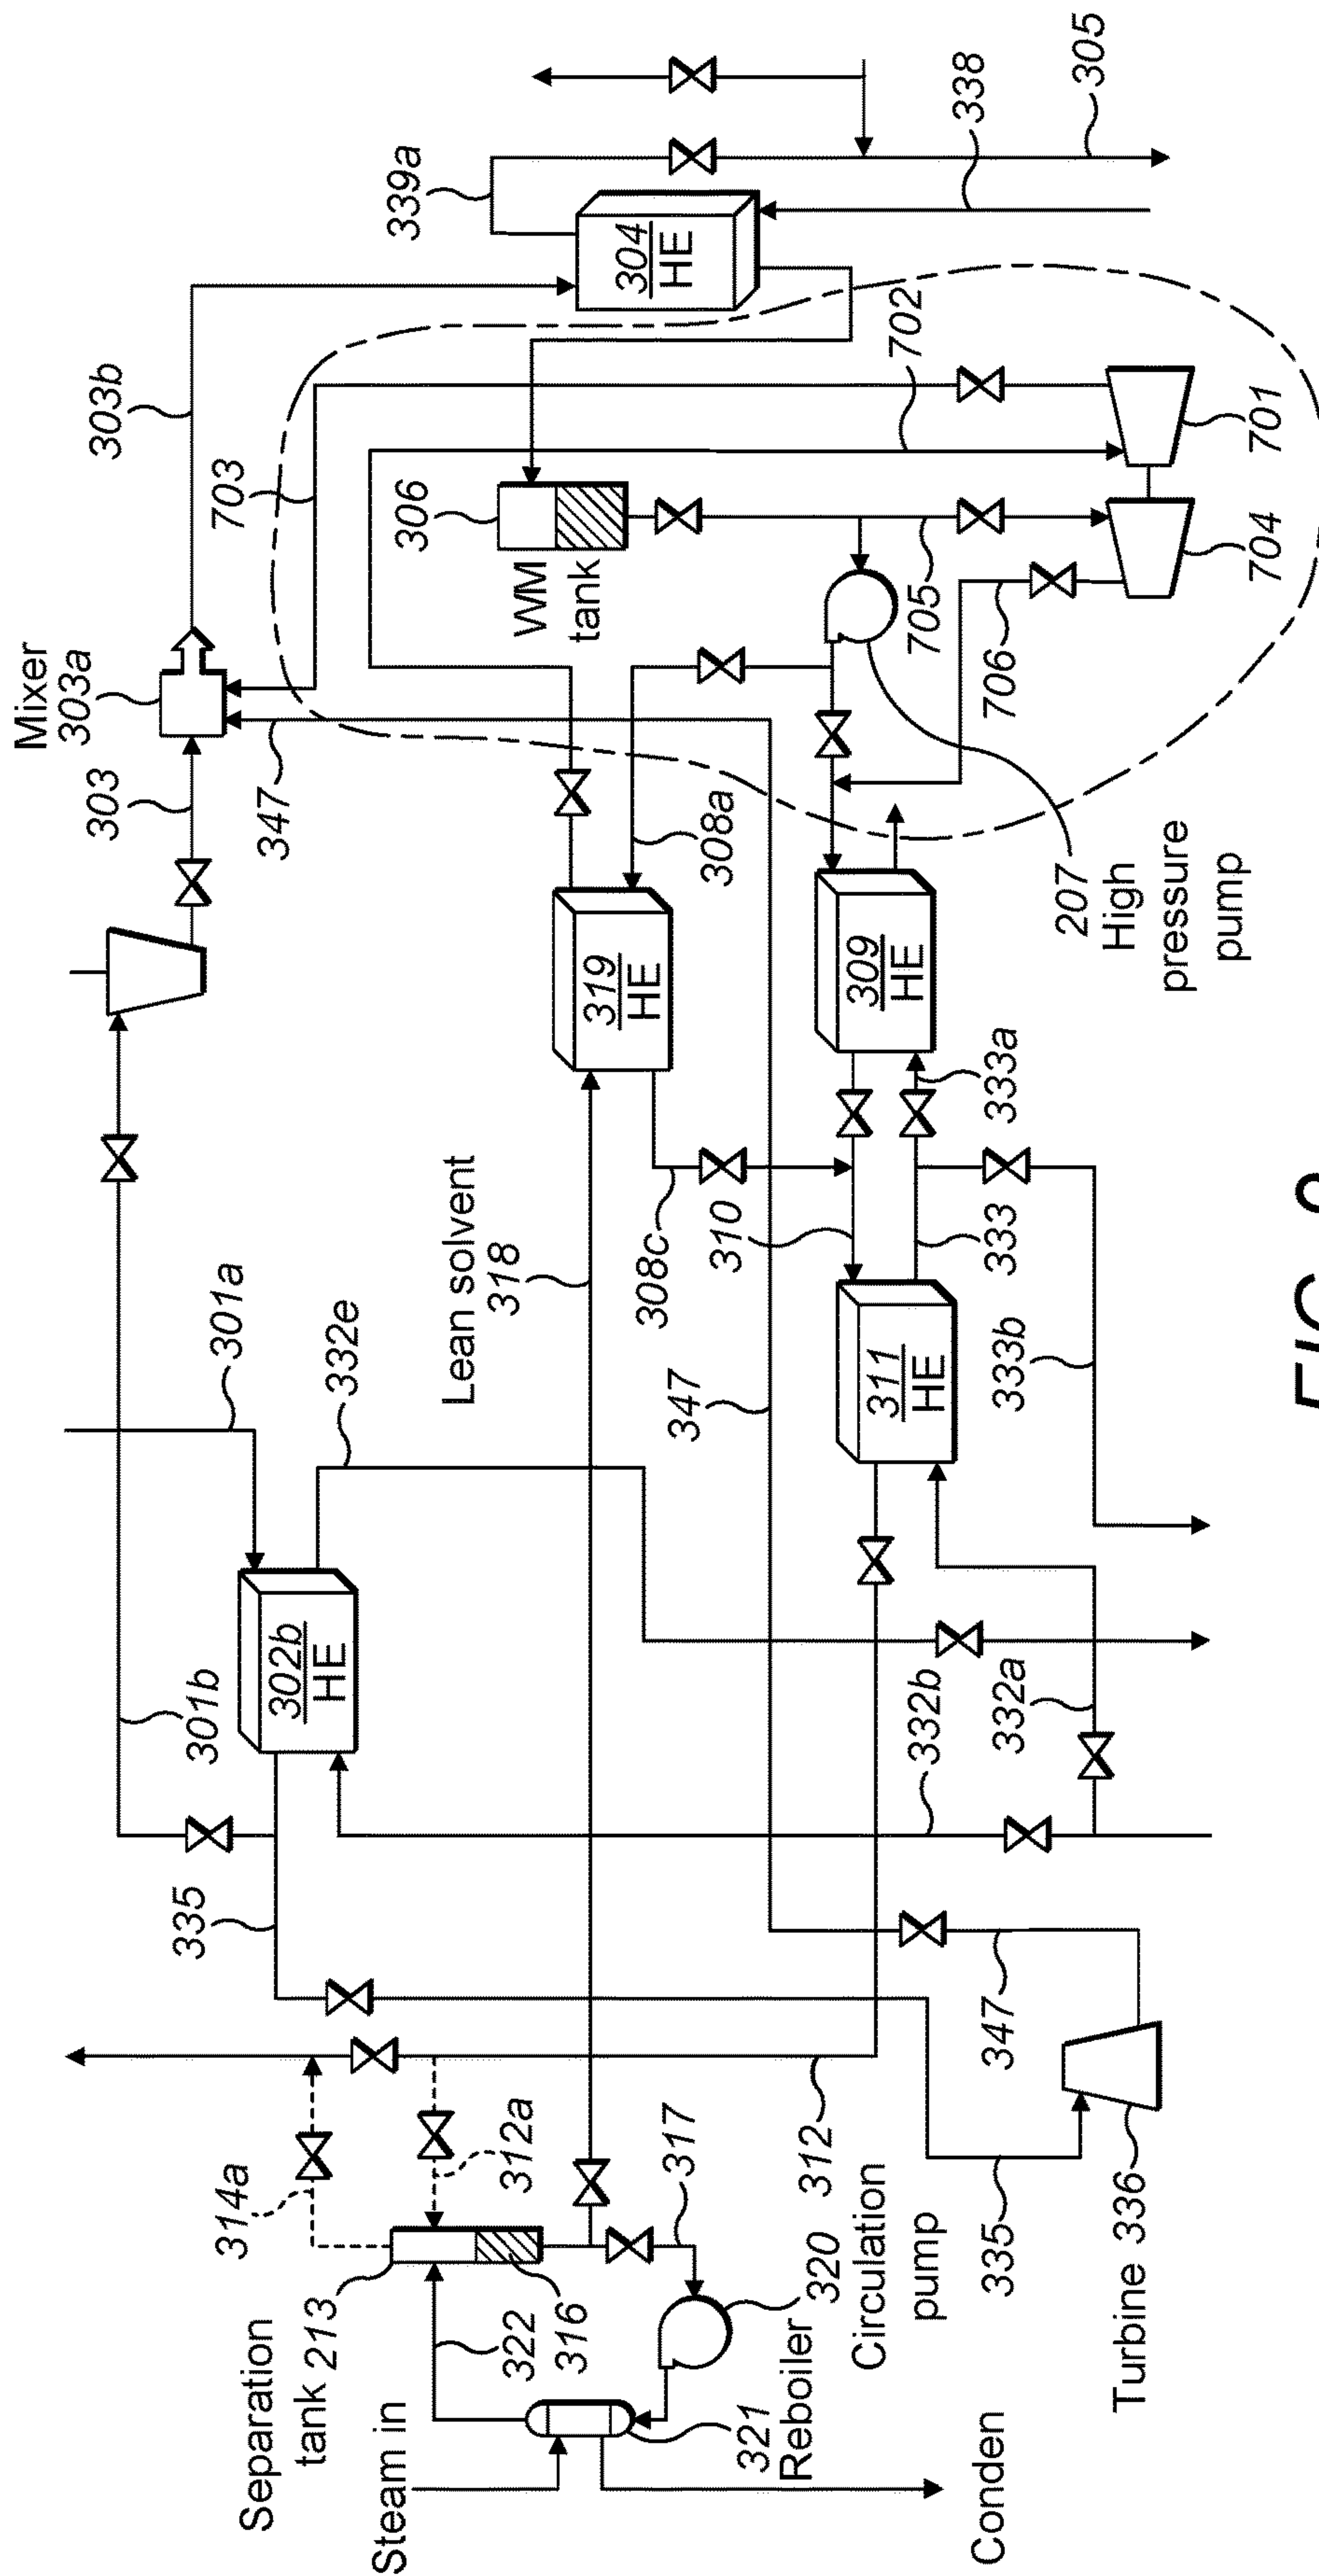 Mixer
303a
303b
303
703
347
339a
304
HE
338
305
306
WM
tank
702
701
704
705
706
308a
207
High
pressure
pump
319
HE
309
HE
333a
301a
332e
301b
302b
HE
Lean solvent
318
308c
310
333
347
311
HE
333b
332b
332a
335
314a
312a
312
317
347
Separation
tank 213
322
316
320
Circulation
pump
Steam in
321
Reboiler
335
Turbine 336
Conden
FIG